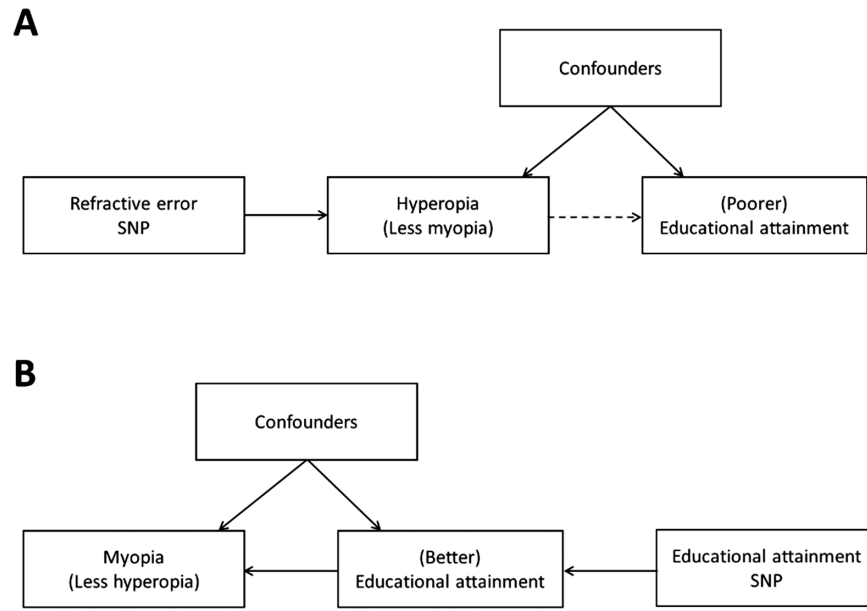 A
Confounders
Refractive error
SNP
Hyperopia
(Less myopia)
(Poorer)
Educational attainment
B
Confounders
Myopia
(Less hyperopia)
(Better)
Educational attainment
Educational attainment
SNP